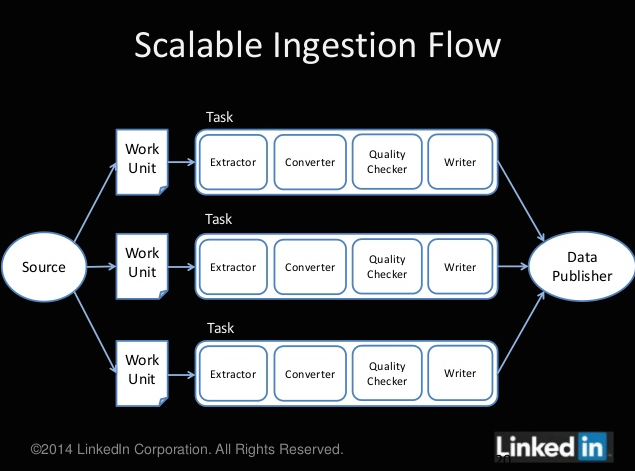 Scalable Ingestion Flow
Task
Work
Unit
Extractor
Converter
Quality
Checker
Writer
Task
Source
Work
Unit
Extractor
Converter
Quality
Checker
Writer
Data
Publisher
Task
Work
Unit
Extractor
Converter
Quality
Checker
Writer
©2014 LinkedIn Corporation. All Rights Reserved.
Linked in